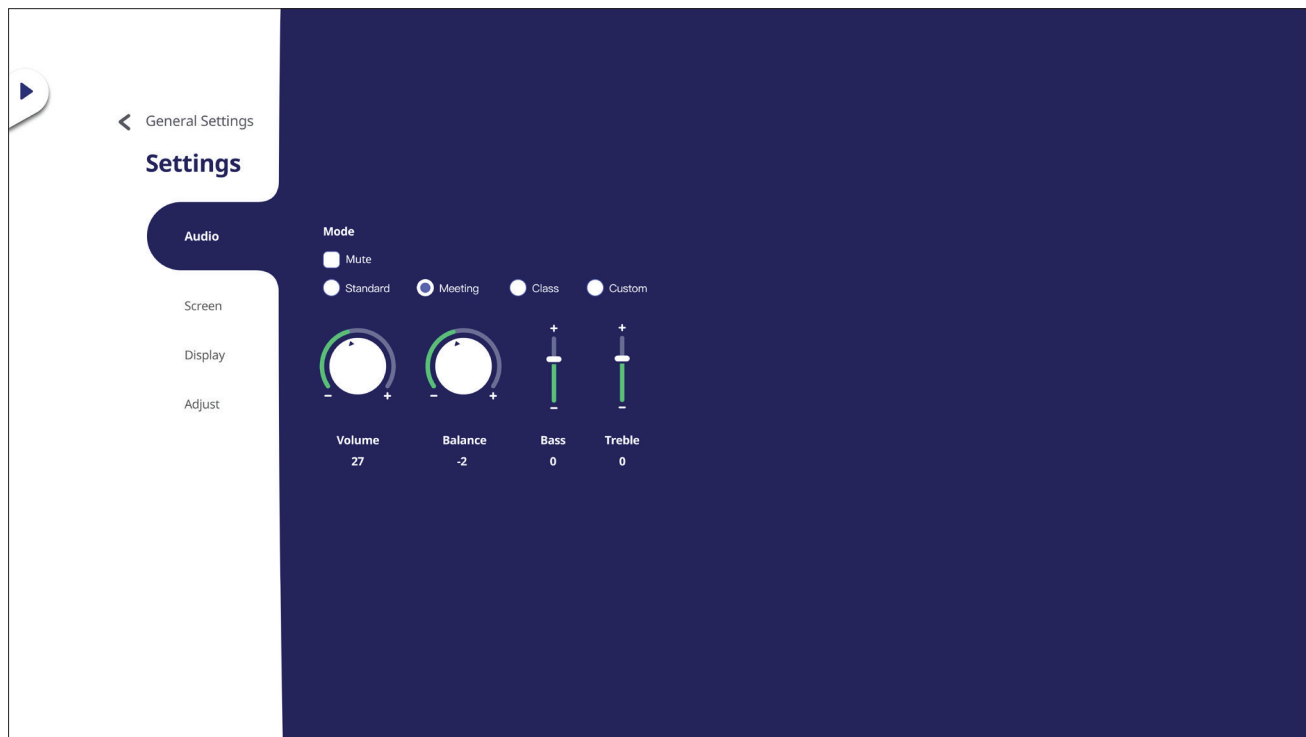 General Settings
Settings
Audio
Screen
Display
Adjust
Mode
Mute
Standard Meeting Class Custom
+ +
- + - + - -
Volume Balance Bass Treble
27 -2 0 0